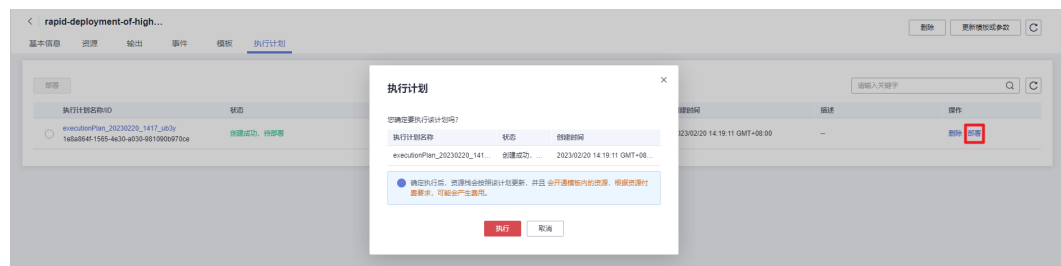 rapid-deployment-of-high...
删除 更新模板或参数
基本信息 资源 输出 事件 模板 执行计划
部署
请输入关键字
执行计划名称/ID 状态 创建时间 描述 操作
executionPlan_20230220_1417_ub3y
1e8a864f-1565-4e30-a030-981090b970ce
创建成功，待部署
2023/02/20 14:19:11 GMT+08:00
--
删除 部署
执行计划
您确定要执行该计划吗？
执行计划名称 状态 创建时间
executionPlan_20230220_141... 创建成功，... 2023/02/20 14:19:11 GMT+08...
确定执行后，资源栈会按照该计划更新，并且 会开通模板内的资源，根据资源付
费要求，可能会产生费用。
执行 取消